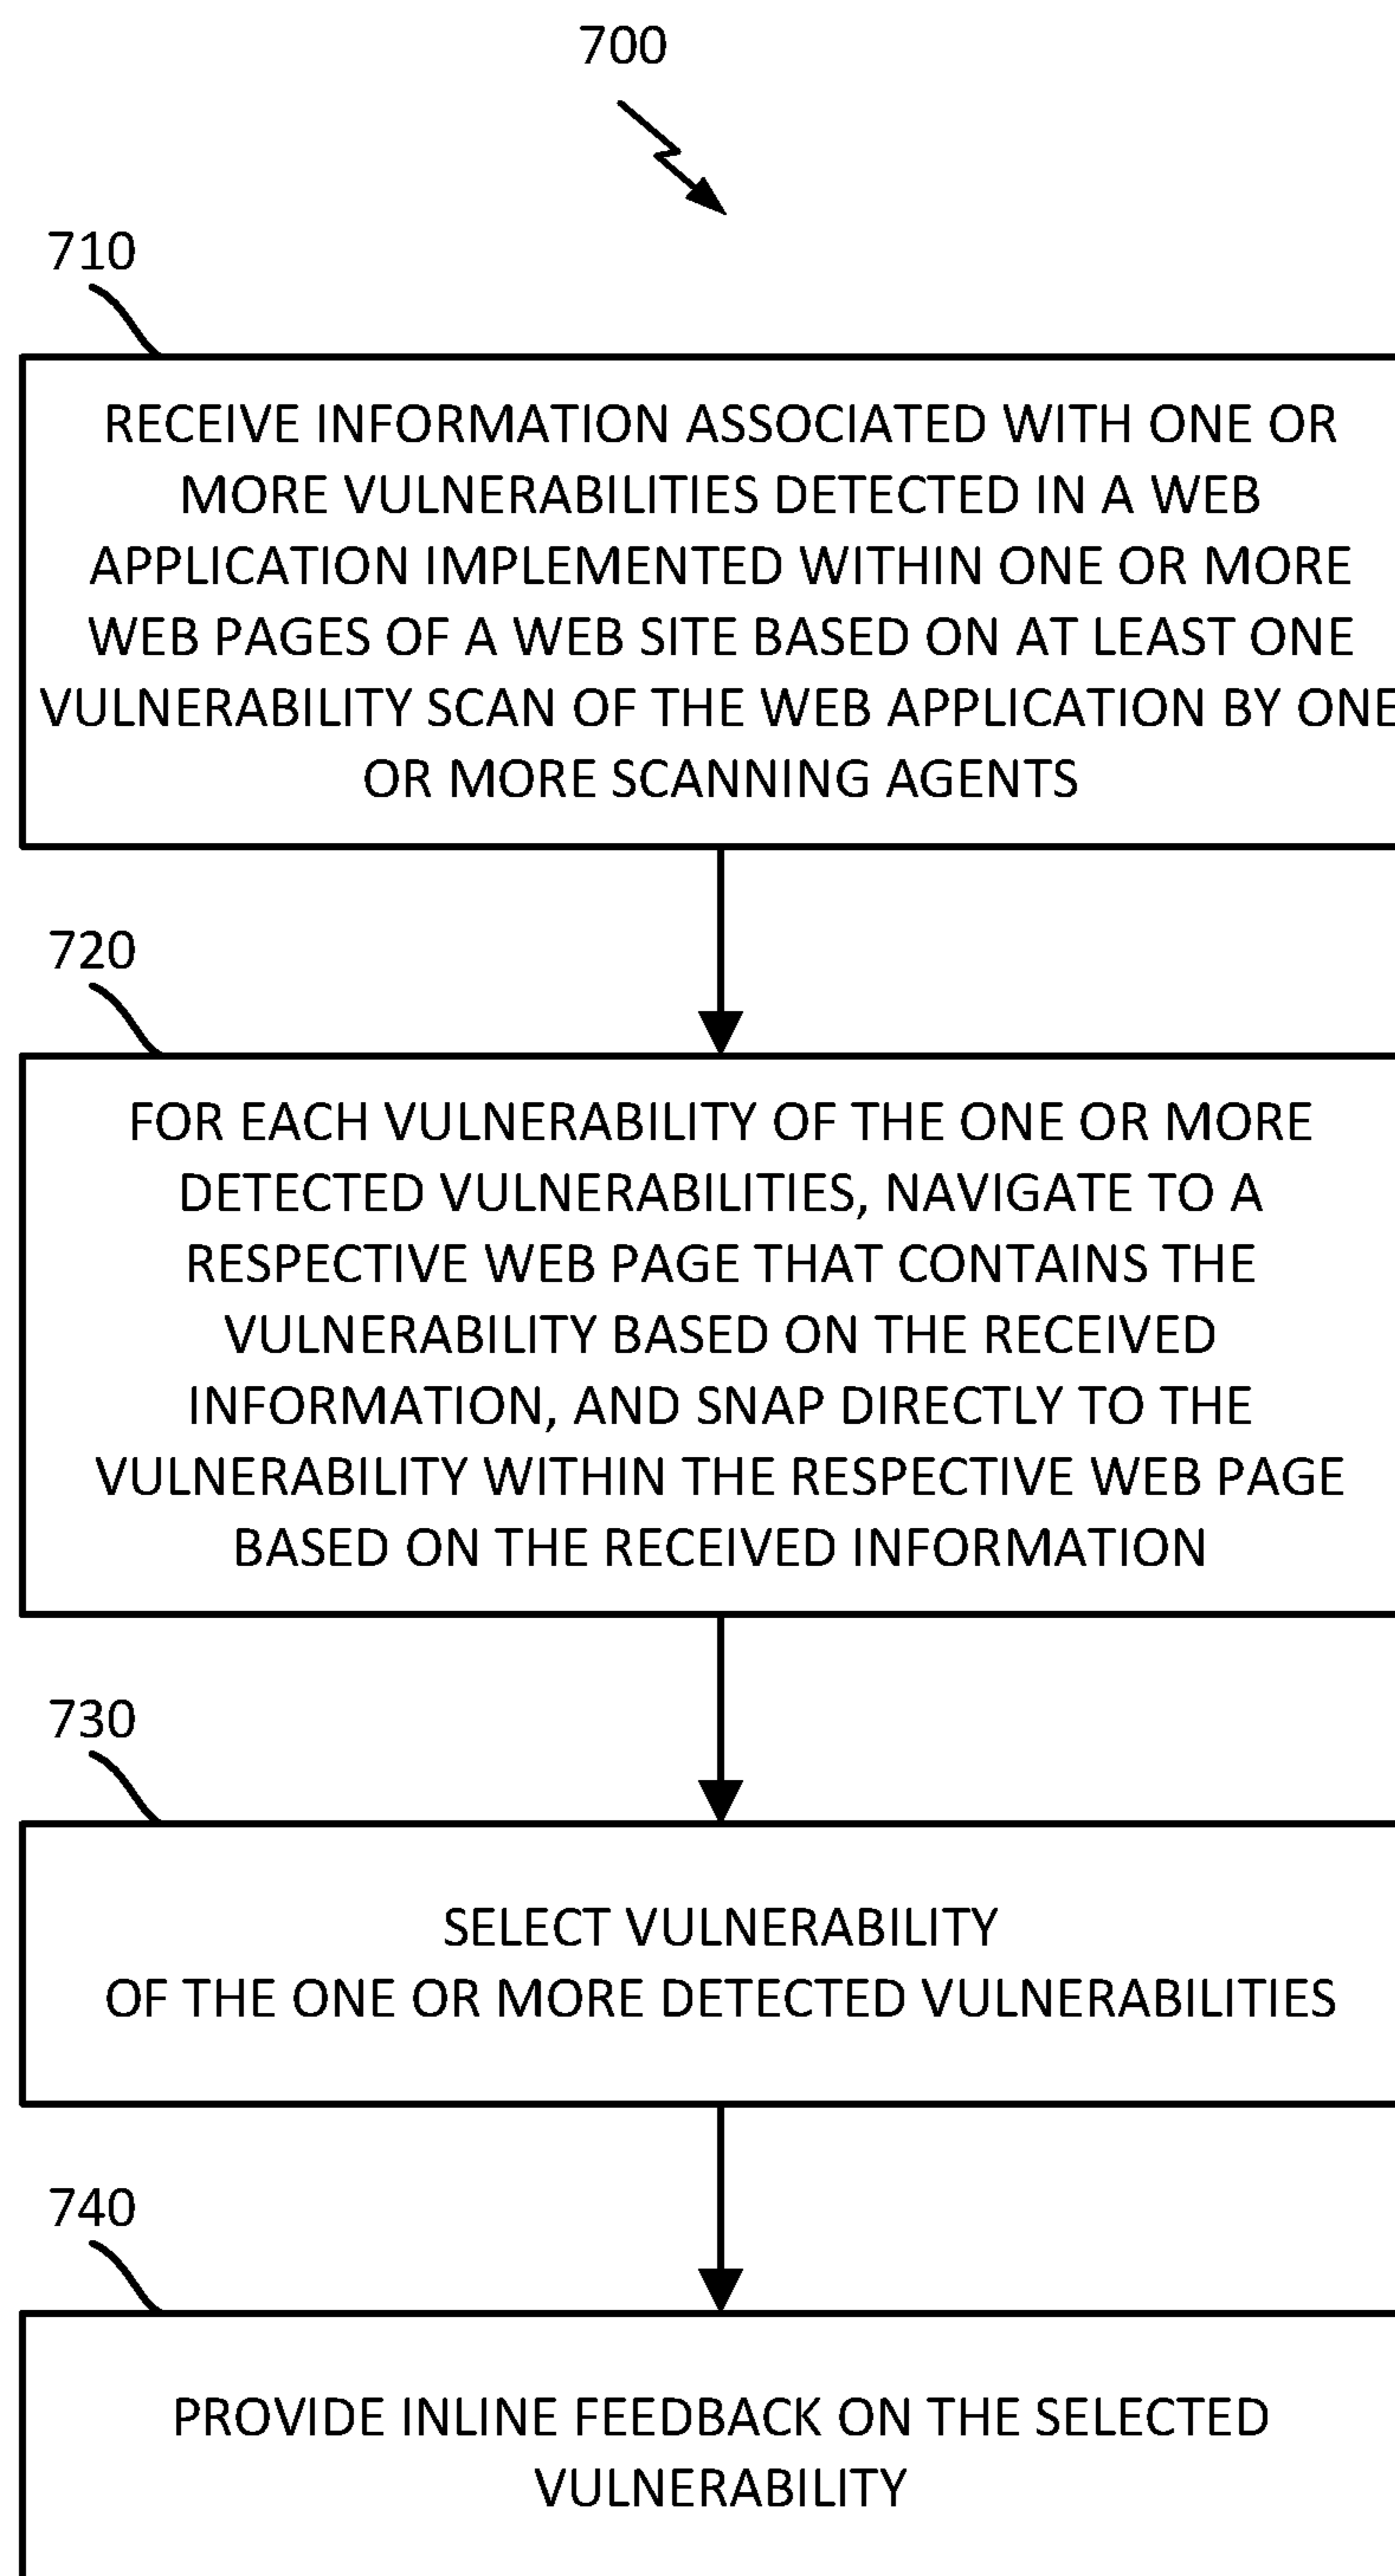 700
710
RECEIVE INFORMATION ASSOCIATED WITH ONE OR
MORE VULNERABILITIES DETECTED IN A WEB
APPLICATION IMPLEMENTED WITHIN ONE OR MORE
WEB PAGES OF A WEB SITE BASED ON AT LEAST ONE
VULNERABILITY SCAN OF THE WEB APPLICATION BY ONE
OR MORE SCANNING AGENTS
720
FOR EACH VULNERABILITY OF THE ONE OR MORE
DETECTED VULNERABILITIES, NAVIGATE TO A
RESPECTIVE WEB PAGE THAT CONTAINS THE
VULNERABILITY BASED ON THE RECEIVED
INFORMATION, AND SNAP DIRECTLY TO THE
VULNERABILITY WITHIN THE RESPECTIVE WEB PAGE
BASED ON THE RECEIVED INFORMATION
730
SELECT VULNERABILITY
OF THE ONE OR MORE DETECTED VULNERABILITIES
740
PROVIDE INLINE FEEDBACK ON THE SELECTED
VULNERABILITY